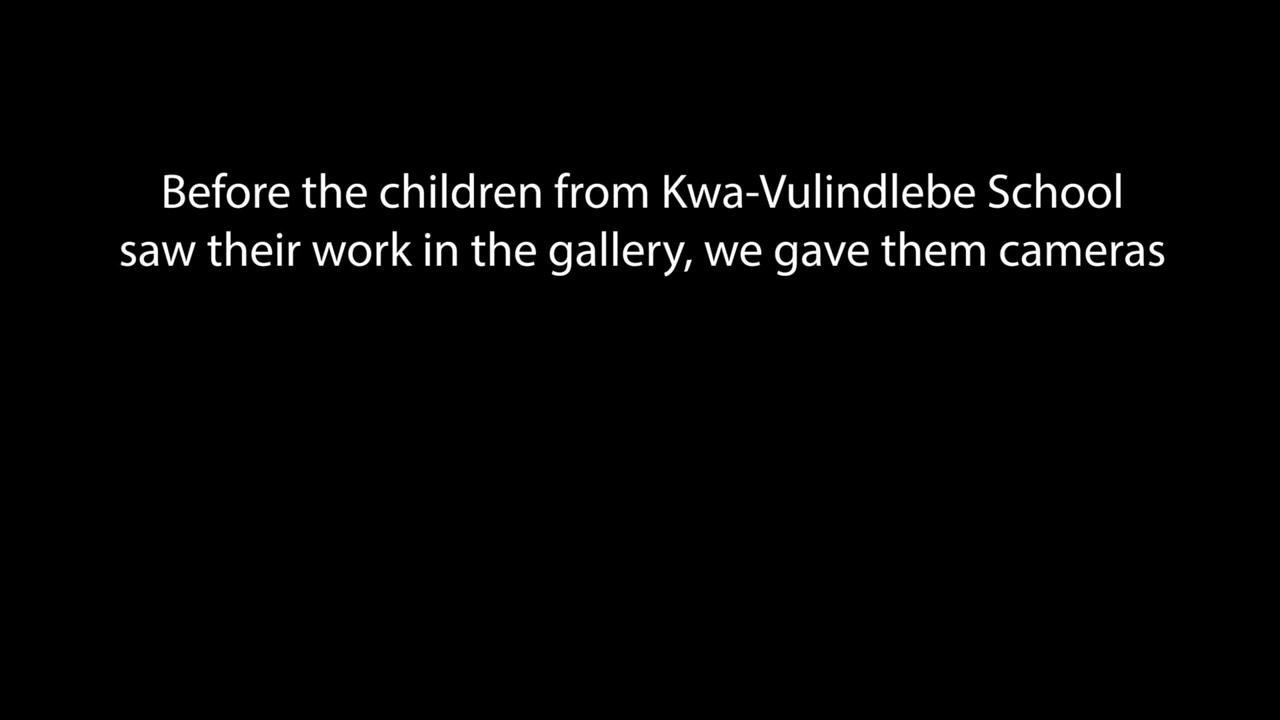 Before the children from Kwa-Vulindlebe School
saw their work in the gallery, we gave them cameras